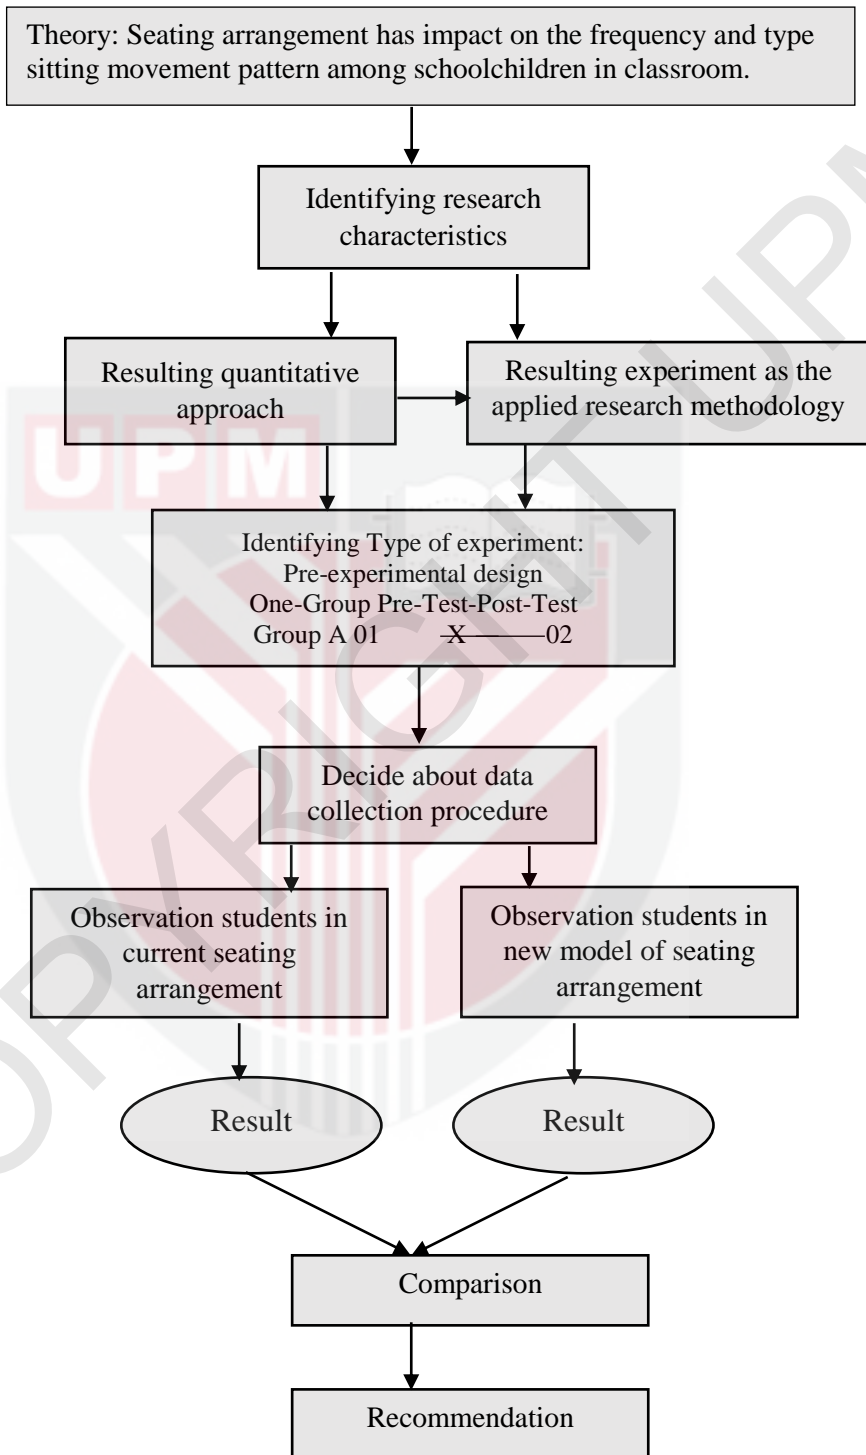 Theory: Seating arrangement has impact on the frequency and type
sitting movement pattern among schoolchildren in classroom.
Identifying research
characteristics
Resulting quantitative
approach
Resulting experiment as the
applied research methodology
UPM
Identifying Type of experiment:
Pre-experimental design
One-Group Pre-Test-Post-Test
Group A 01 X———02
Decide about data
collection procedure
Observation students in
current seating
arrangement
Observation students in
new model of seating
arrangement
Result
Result
Comparison
Recommendation
OPYRIGHT UPM